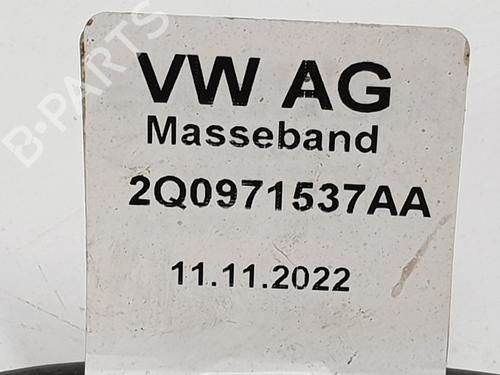 B-PARTS
VW AG
Masseband
2Q0971537AA
11.11.2022